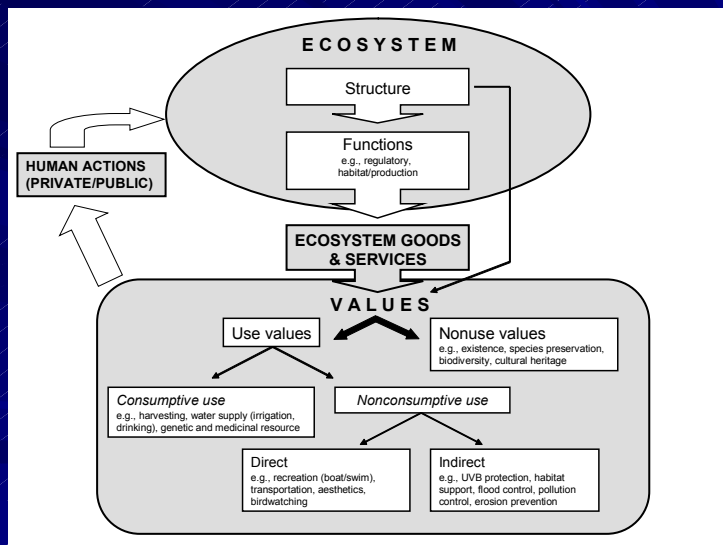 E C O S Y S T E M
Structure
Functions
e.g., regulatory,
habitat/production
HUMAN ACTIONS
(PRIVATE/PUBLIC)
ECOSYSTEM GOODS
& SERVICES
V A L U E S
Use values
Nonuse values
e.g., existence, species preservation,
biodiversity, cultural heritage
Consumptive use
e.g., harvesting, water supply (irrigation,
drinking), genetic and medicinal resource
Nonconsumptive use
Direct
e.g., recreation (boat/swim),
transportation, aesthetics,
birdwatching
Indirect
e.g., UVB protection, habitat
support, flood control, pollution
control, erosion prevention